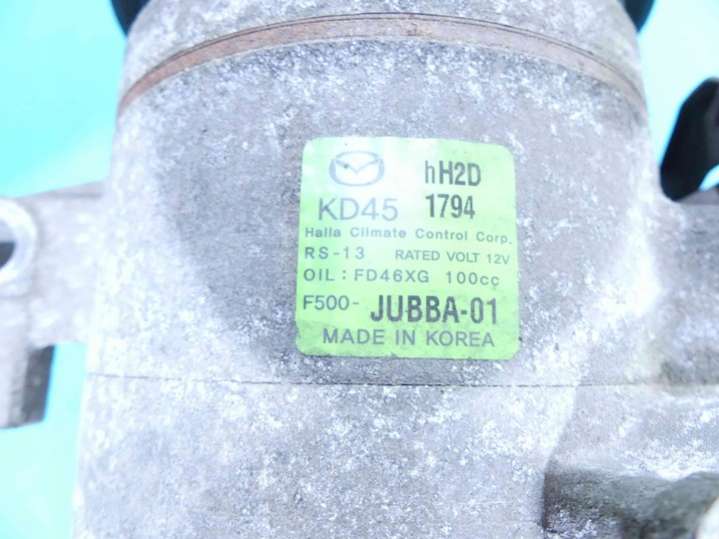 hH2D
KD45 1794
Halla Climate Control Corp.
RS-13 RATED VOLT 12V
OIL : FD46XG 100cc
F500- JUBBA-01
MADE IN KOREA